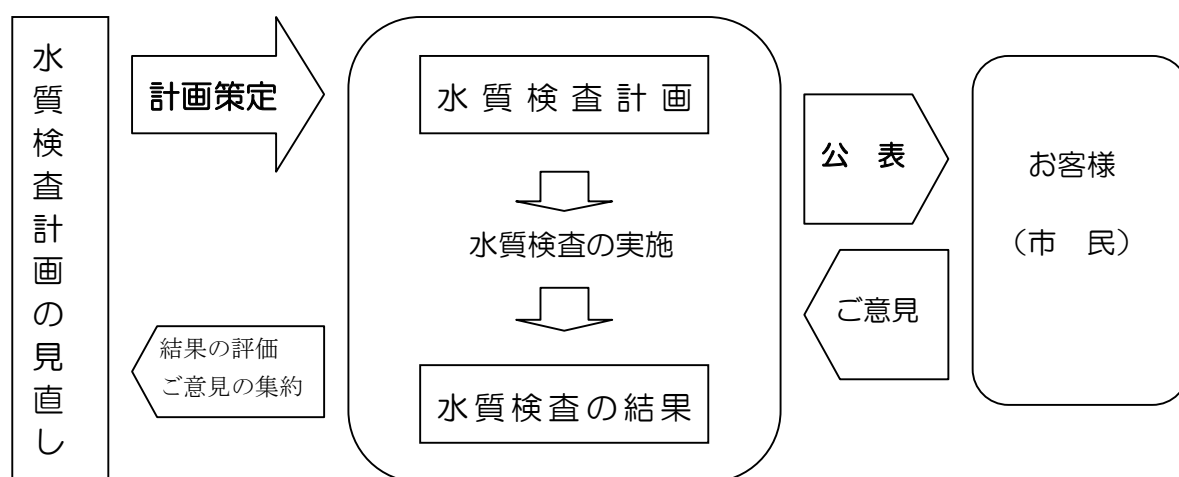 水質検査計画の見直し
計画策定
結果の評価
ご意見の集約
水質検査計画
水質検査の実施
水質検査の結果
公 表
ご意見
お客様
（市 民）